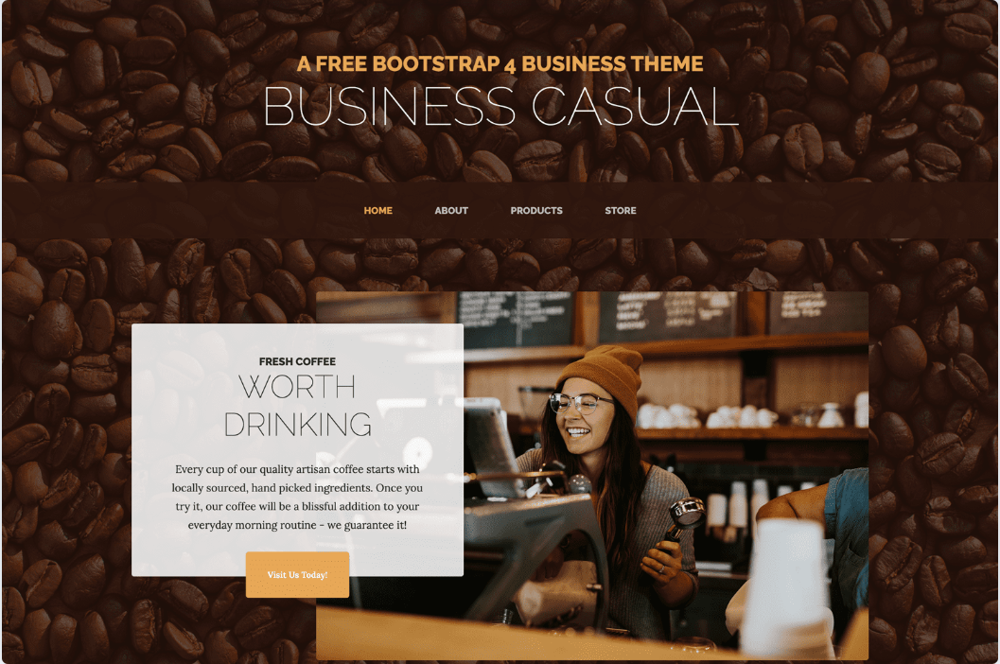 A FREE BOOTSTRAP 4 BUSINESS THEME
BUSINESS CASUAL
HOME ABOUT PRODUCTS STORE
FRESH COFFEE
WORTH
DRINKING
Every cup of our quality artisan coffee starts with
locally sourced, hand picked ingredients. Once you
try it, our coffee will be a blissful addition to your
everyday morning routine - we guarantee it!
Visit Us Today!